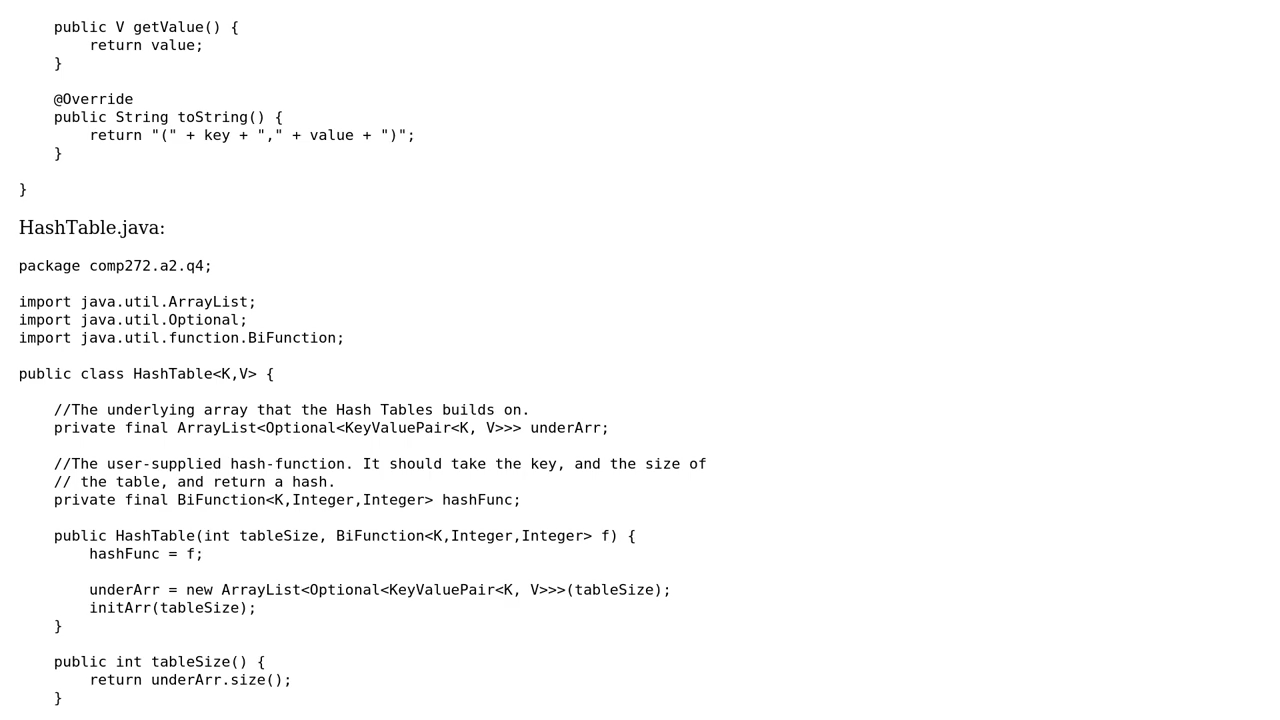 public V getValue() {
        return value;
    }

    @Override
    public String toString() {
        return "(" + key + "," + value + ")";
    }

}
HashTable.java:
package comp272.a2.q4;

import java.util.ArrayList;
import java.util.Optional;
import java.util.function.BiFunction;

public class HashTable<K,V> {

    //The underlying array that the Hash Tables builds on.
    private final ArrayList<Optional<KeyValuePair<K, V>>> underArr;

    //The user-supplied hash-function. It should take the key, and the size of
    // the table, and return a hash.
    private final BiFunction<K,Integer,Integer> hashFunc;

    public HashTable(int tableSize, BiFunction<K,Integer,Integer> f) {
        hashFunc = f;

        underArr = new ArrayList<Optional<KeyValuePair<K, V>>>(tableSize);
        initArr(tableSize);
    }

    public int tableSize() {
        return underArr.size();
    }